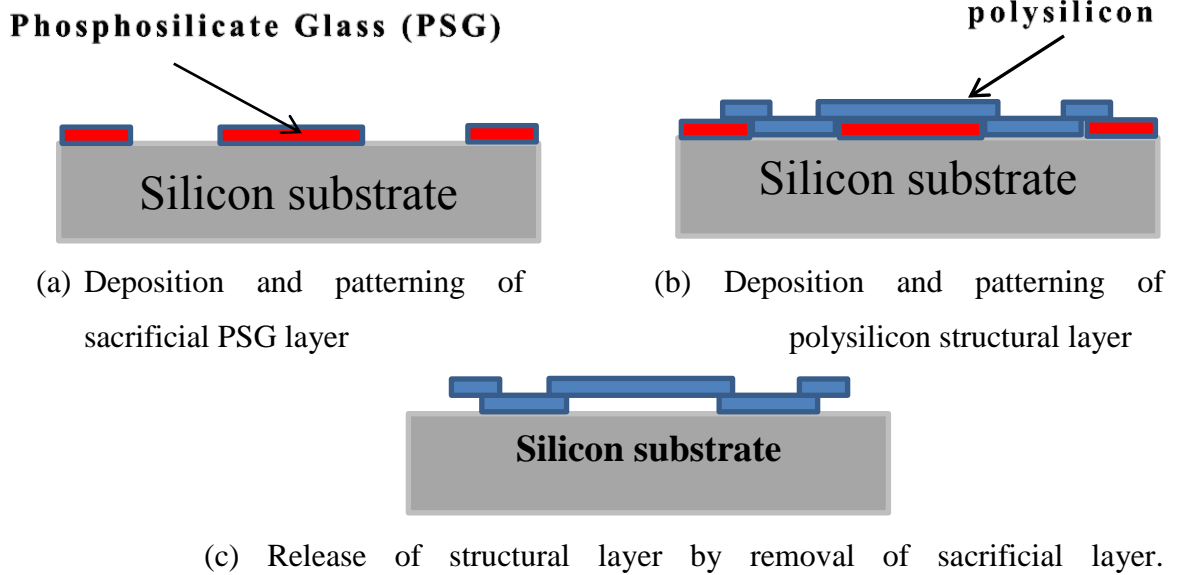 Phosphosilicate Glass (PSG)
polysilicon
Silicon substrate
Silicon substrate
(a) Deposition and patterning of
sacrificial PSG layer
(b) Deposition and patterning of
polysilicon structural layer
Silicon substrate
(c) Release of structural layer by removal of sacrificial layer.